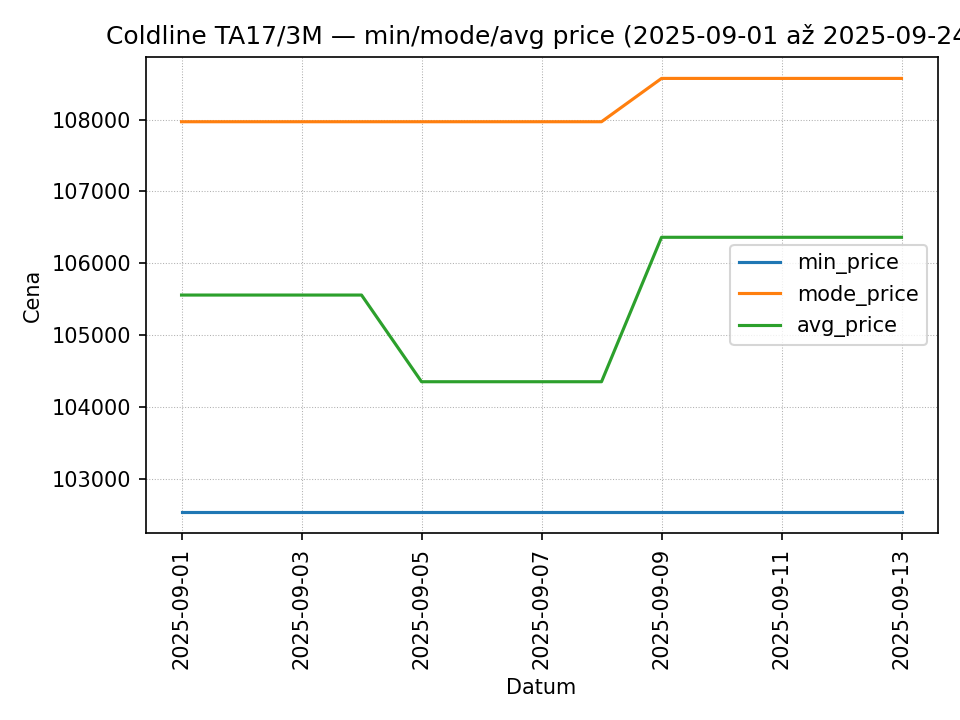 Coldline TA17/3M — min/mode/avg price (2025-09-01 až 2025-09-24
108000
107000
106000
105000
104000
103000
Cena
min_price
mode_price
avg_price
2025-09-01
2025-09-03
2025-09-05
2025-09-07
2025-09-09
2025-09-11
2025-09-13
Datum